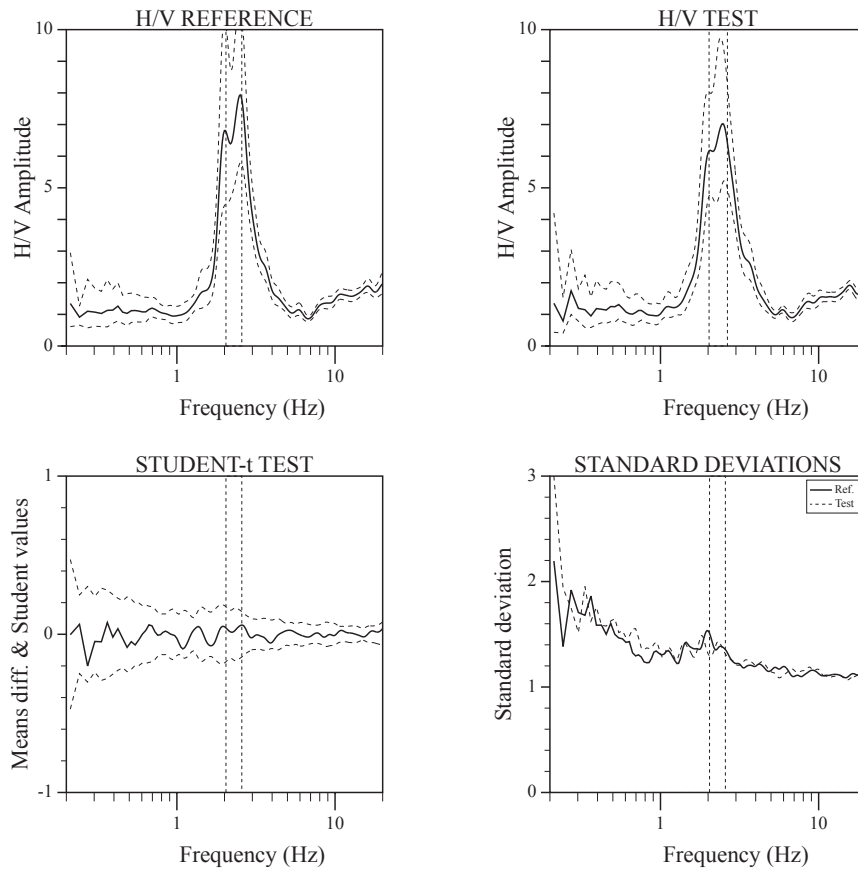 H/V REFERENCE
10
5
0
H/V Amplitude
1
10
Frequency (Hz)
H/V TEST
10
5
0
H/V Amplitude
1
10
Frequency (Hz)
STUDENT-t TEST
1
0
-1
Means diff. & Student values
1
10
Frequency (Hz)
STANDARD DEVIATIONS
3
2
1
0
Standard deviation
Ref.
Test
1
10
Frequency (Hz)